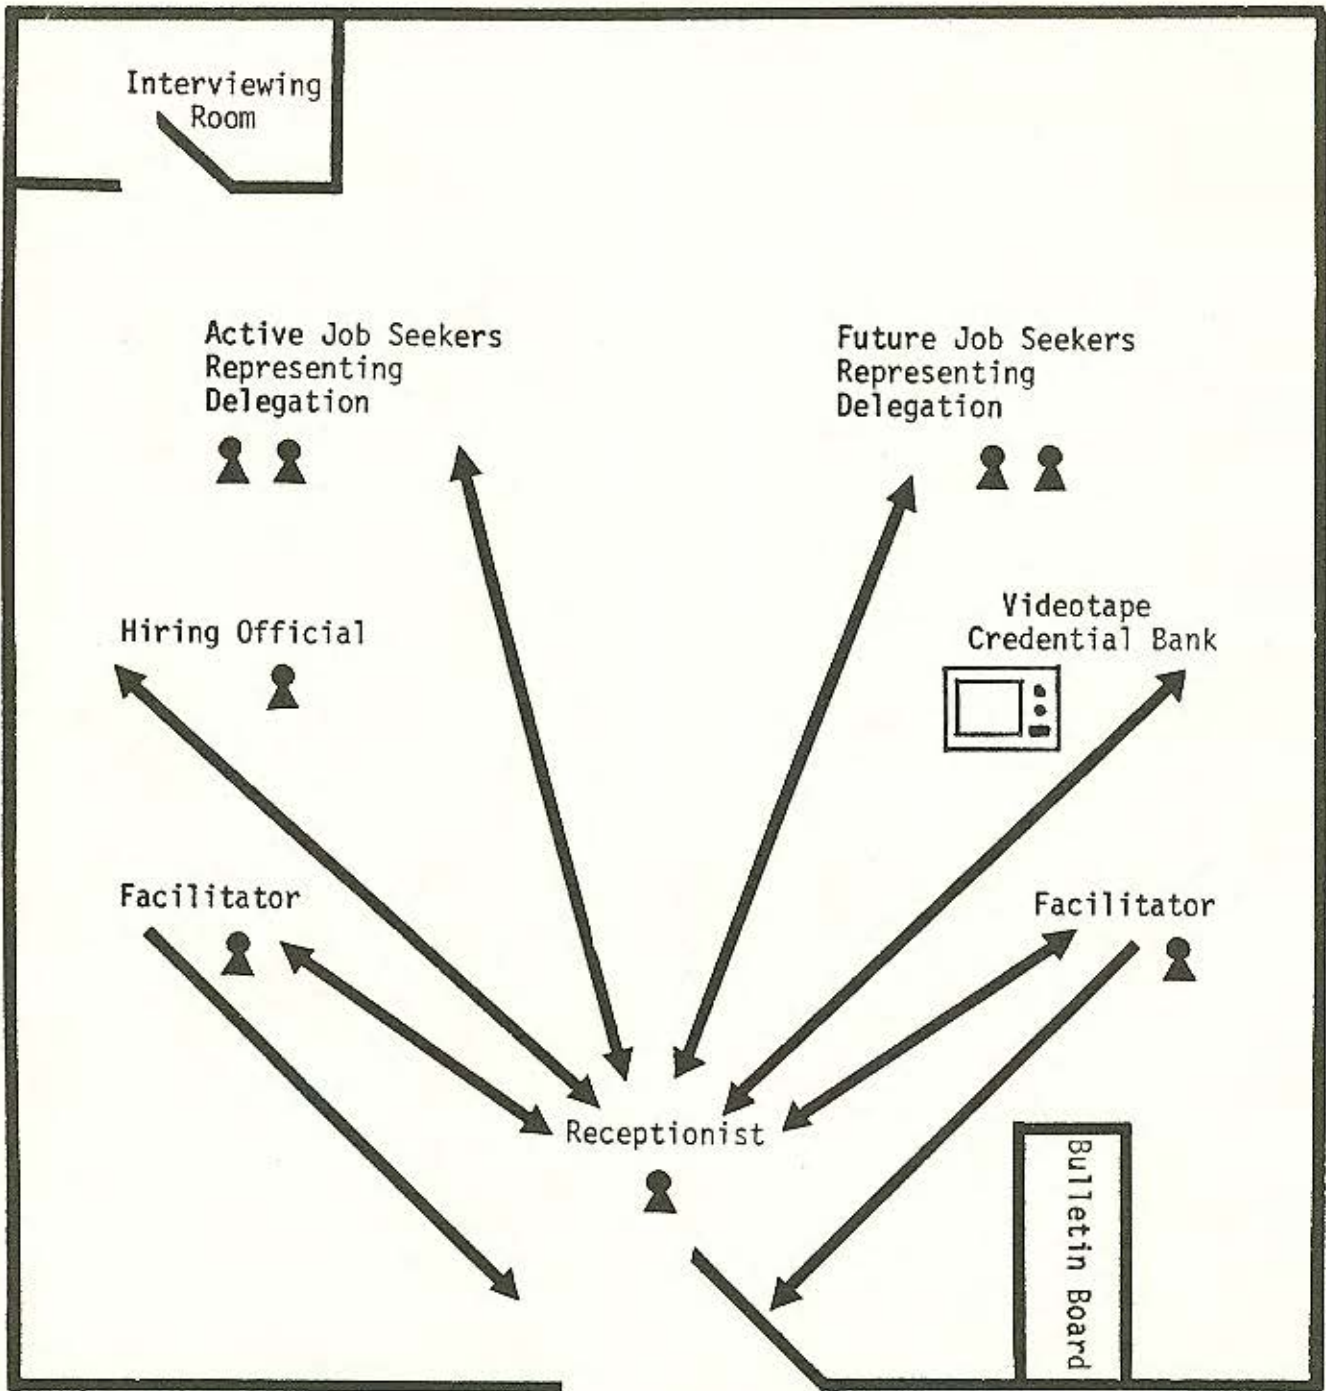 Interviewing
Room
Active Job Seekers
Representing
Delegation
Future Job Seekers
Representing
Delegation
Hiring Official
Videotape
Credential Bank
Facilitator
Facilitator
Receptionist
Bulletin Board